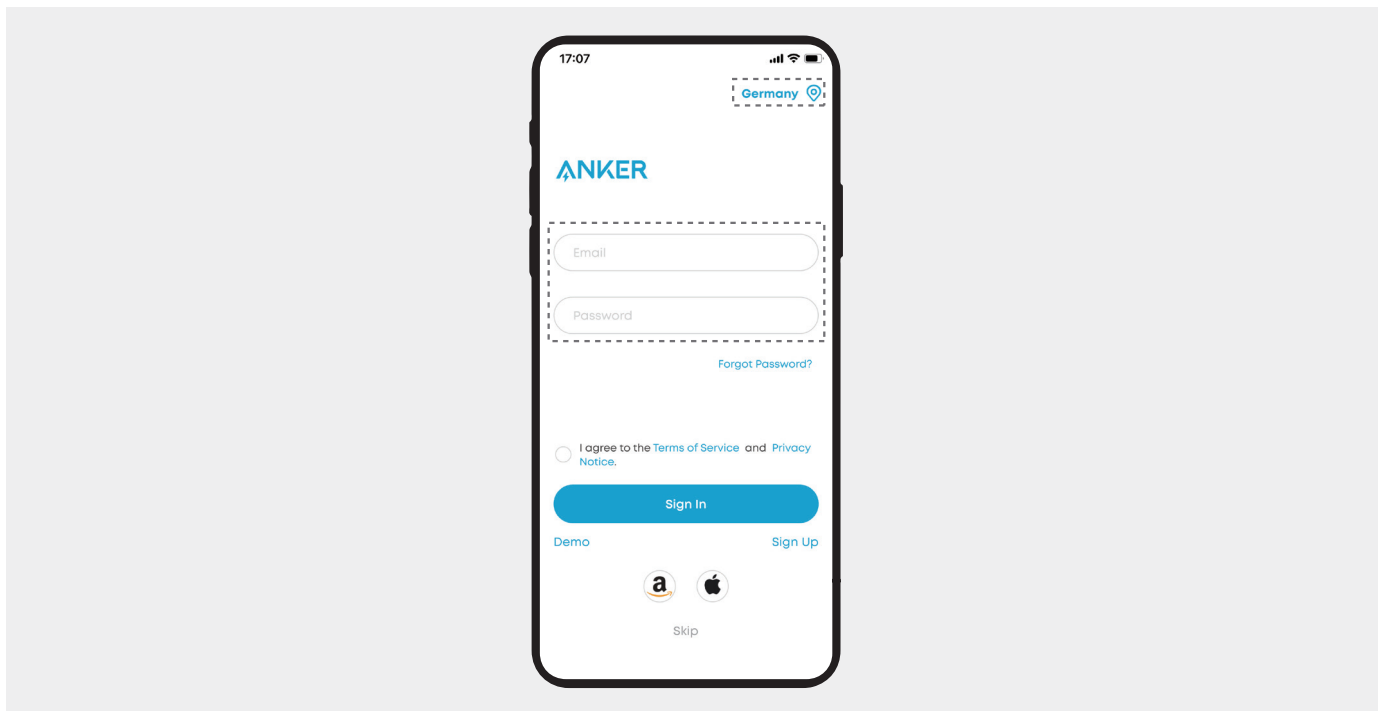 17:07
Germany
ANKER
Email
Password
Forgot Password?
I agree to the Terms of Service and Privacy
Notice.
Sign In
Demo
Sign Up
a
Skip